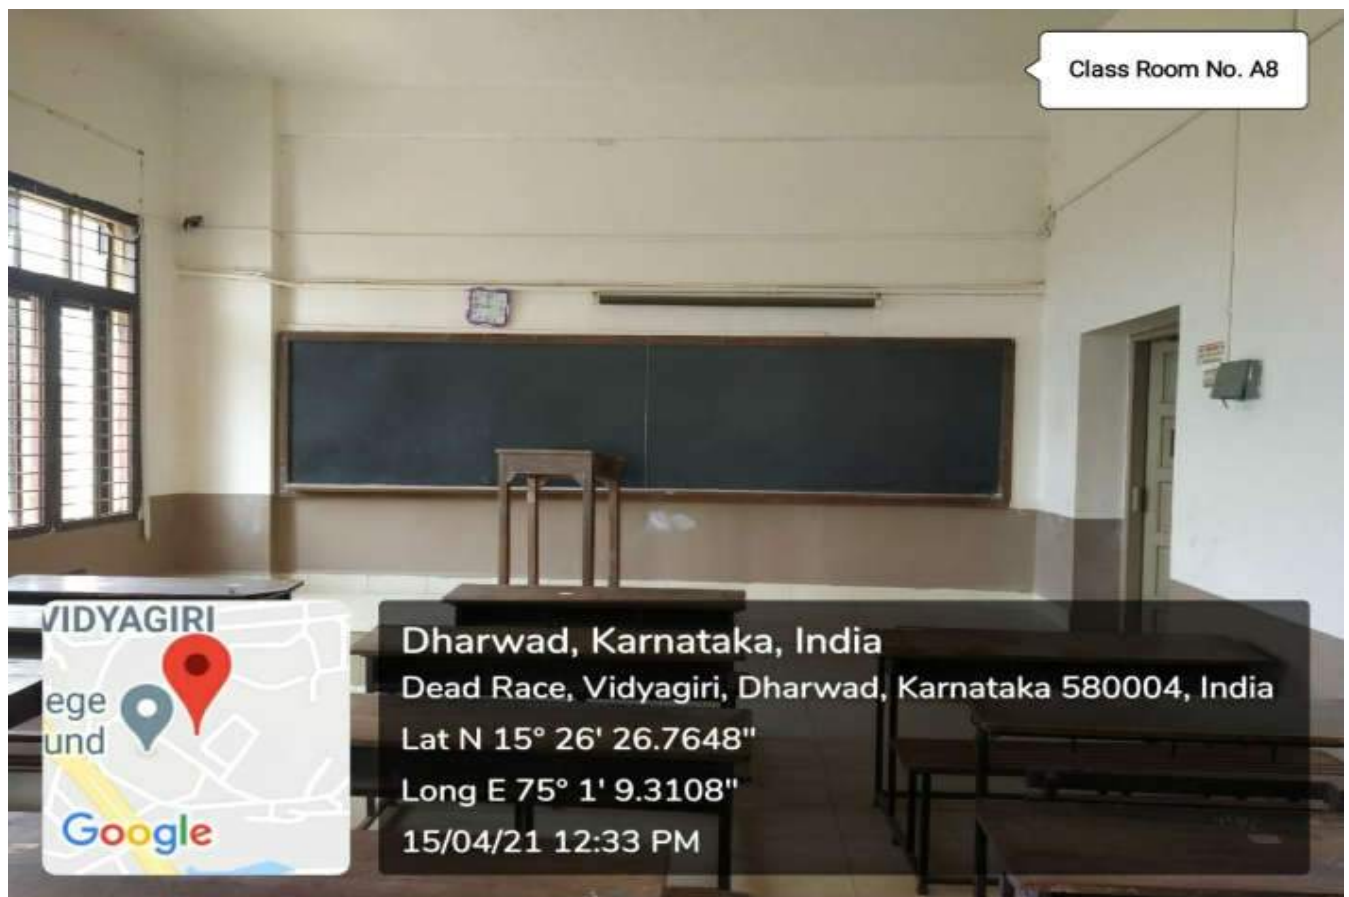 Class Room No. A8
VIDYAGIRI
ege
und
Google
Dharwad, Karnataka, India
Dead Race, Vidyagiri, Dharwad, Karnataka 580004, India
Lat N 15° 26' 26.7648"
Long E 75° 1' 9.3108"
15/04/21 12:33 PM